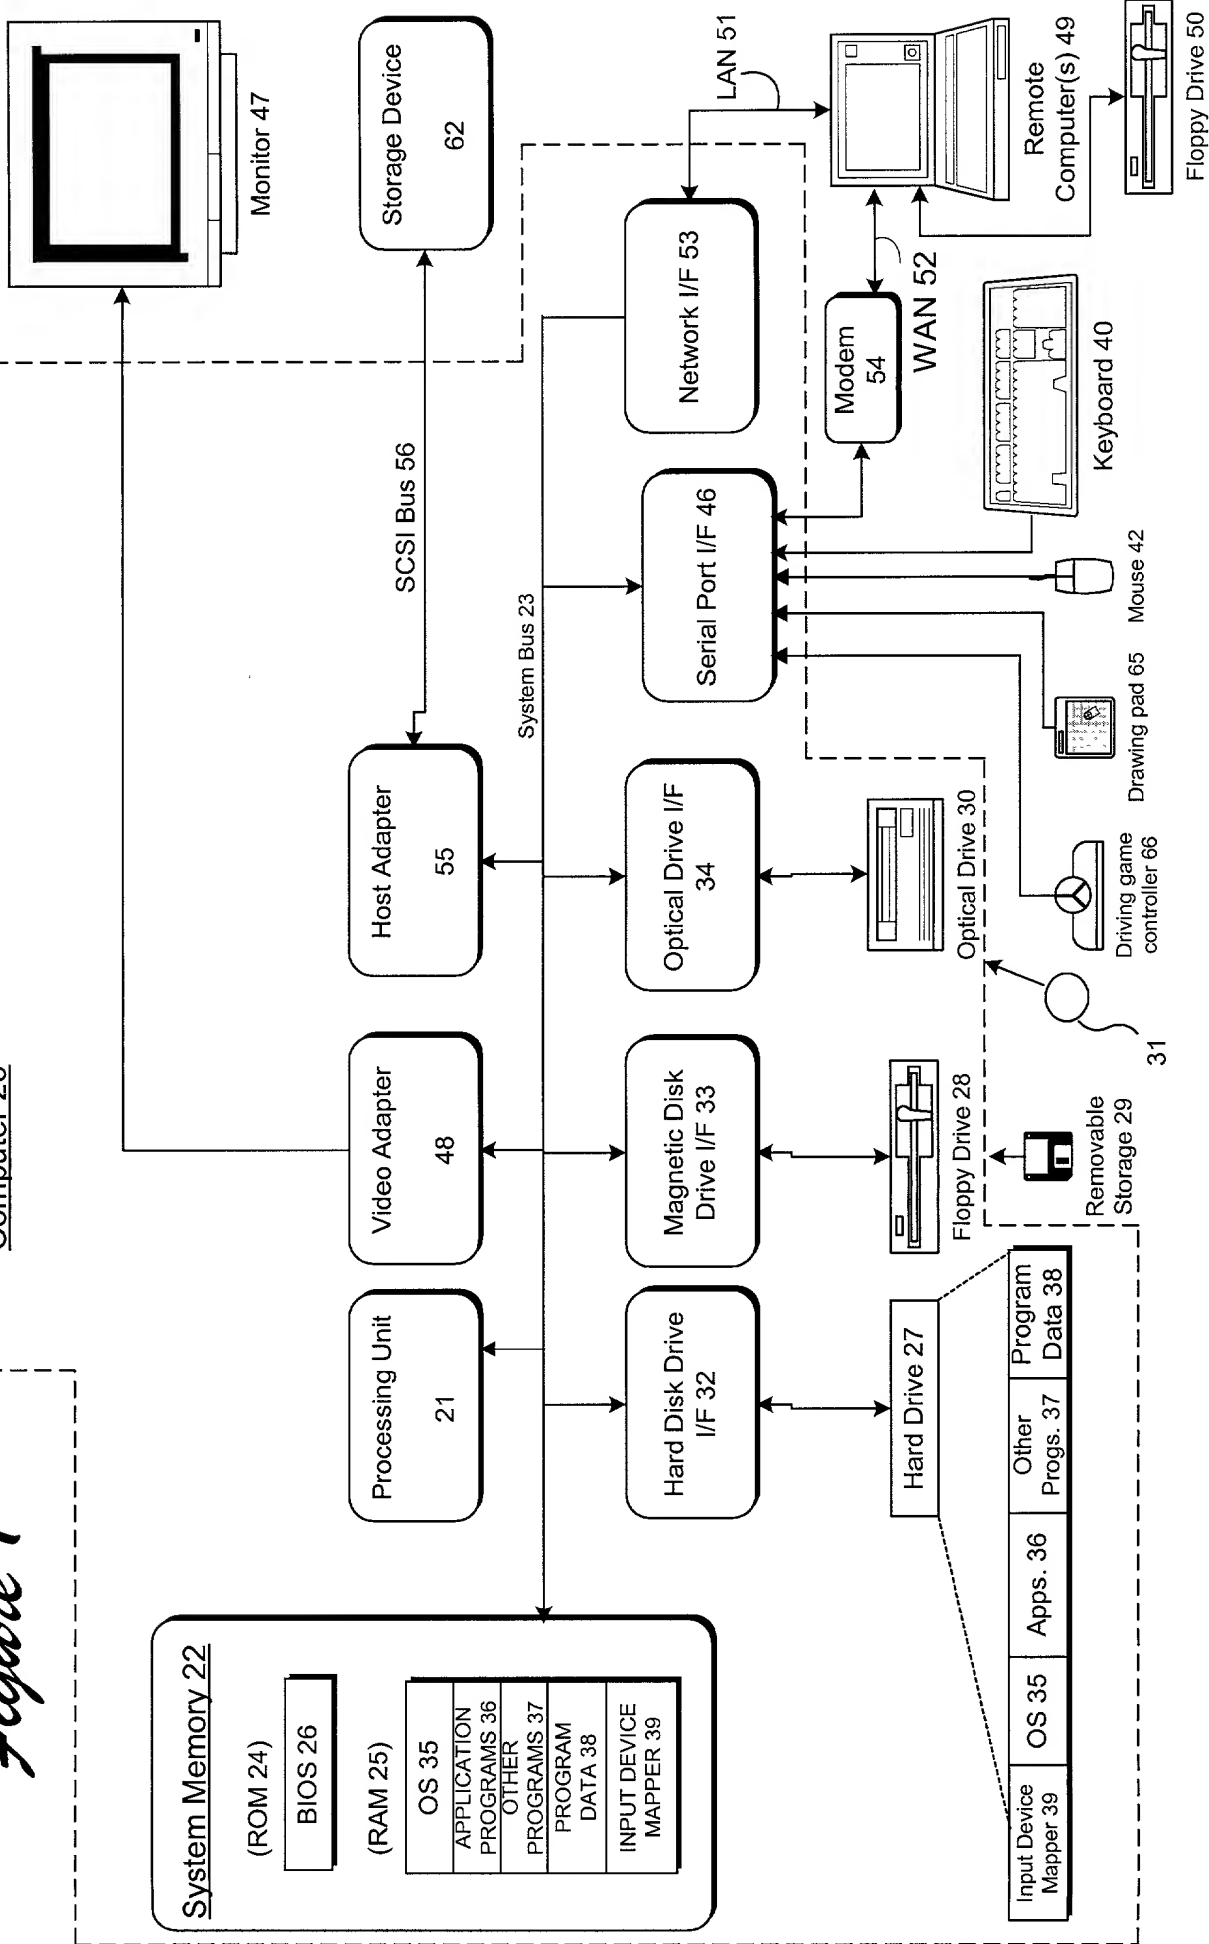 Figure 1
System Memory 22
(ROM 24)
BIOS 26
(RAM 25)
OS 35
APPLICATION
PROGRAMS 36
OTHER
PROGRAMS 37
PROGRAM
DATA 38
INPUT DEVICE
MAPPER 39
Processing Unit
21
Video Adapter
48
Host Adapter
55
SCSI Bus 56
Monitor 47
Storage Device
62
System Bus 23
Hard Disk Drive
I/F 32
Magnetic Disk
Drive I/F 33
Optical Drive I/F
34
Serial Port I/F 46
Network I/F 53
LAN 51
Modem
54
WAN 52
Hard Drive 27
Floppy Drive 28
Optical Drive 30
Input Device
Mapper 39
OS 35
Apps. 36
Other
Progs. 37
Program
Data 38
Removable
Storage 29
31
Driving game
controller 66
Drawing pad 65
Mouse 42
Keyboard 40
Remote
Computer(s) 49
Floppy Drive 50